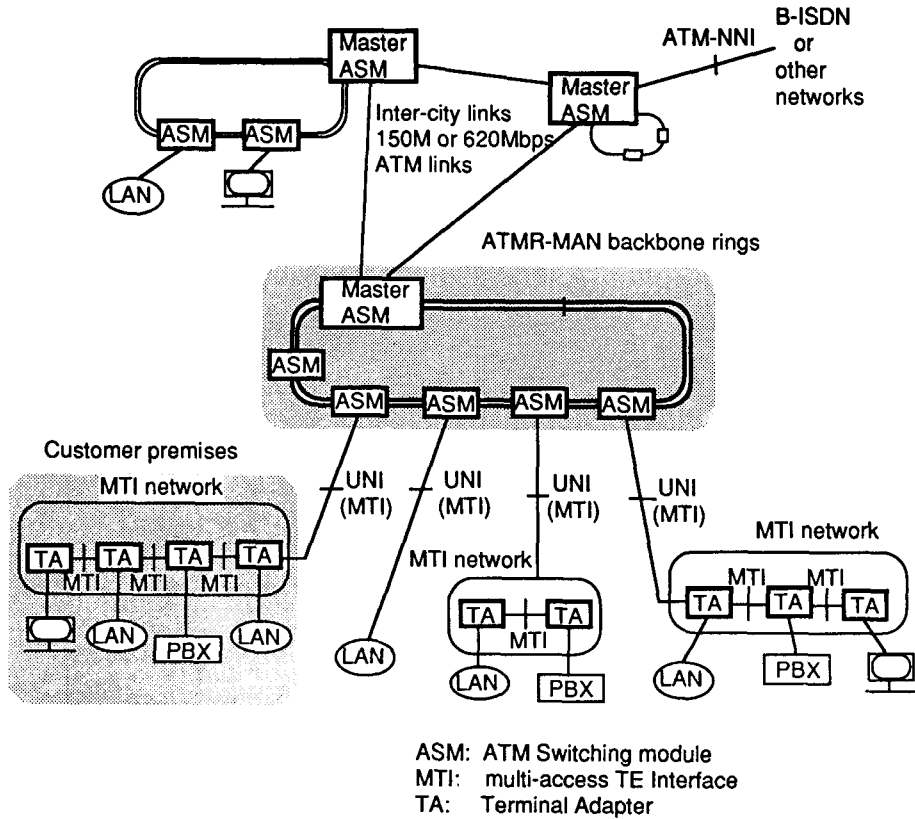 B-ISDN
or
other
networks
ATM-NNI
Master
ASM
Master
ASM
ASM
ASM
LAN
Inter-city links
150M or 620Mbps
ATM links
ATMR-MAN backbone rings
Master
ASM
ASM
ASM
ASM
ASM
ASM
Customer premises
MTI network
UNI
(MTI)
UNI
(MTI)
UNI
(MTI)
UNI
(MTI)
TA
TA
TA
TA
MTI
MTI
MTI
LAN
PBX
LAN
LAN
MTI network
TA
TA
MTI
LAN
PBX
MTI network
MTI
MTI
TA
TA
TA
LAN
PBX
ASM: ATM Switching module
MTI: multi-access TE Interface
TA: Terminal Adapter